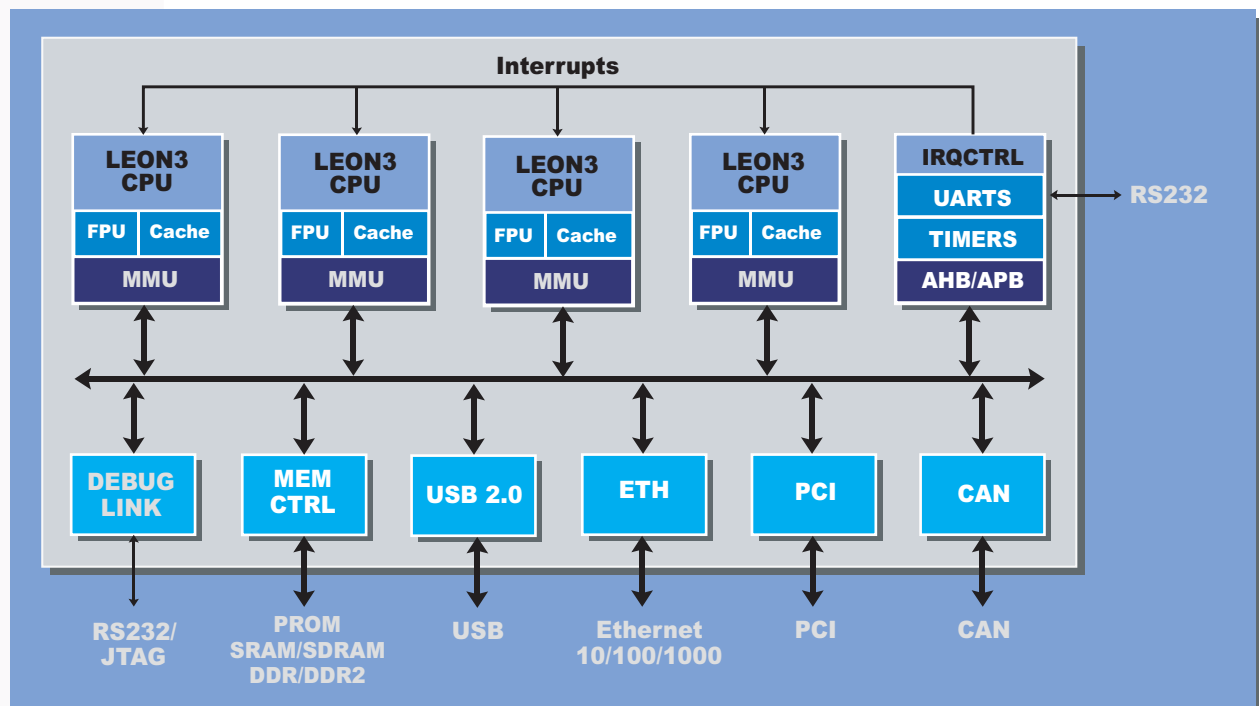 Interrupts
LEON3
CPU
FPU
Cache
MMU
LEON3
CPU
FPU
Cache
MMU
LEON3
CPU
FPU
Cache
MMU
LEON3
CPU
FPU
Cache
MMU
IRQCTRL
UARTS
TIMERS
AHB/APB
RS232
DEBUG
LINK
MEM
CTRL
USB 2.0
ETH
PCI
CAN
RS232/
JTAG
PROM
SRAM/SDRAM
DDR/DDR2
USB
Ethernet
10/100/1000
PCI
CAN